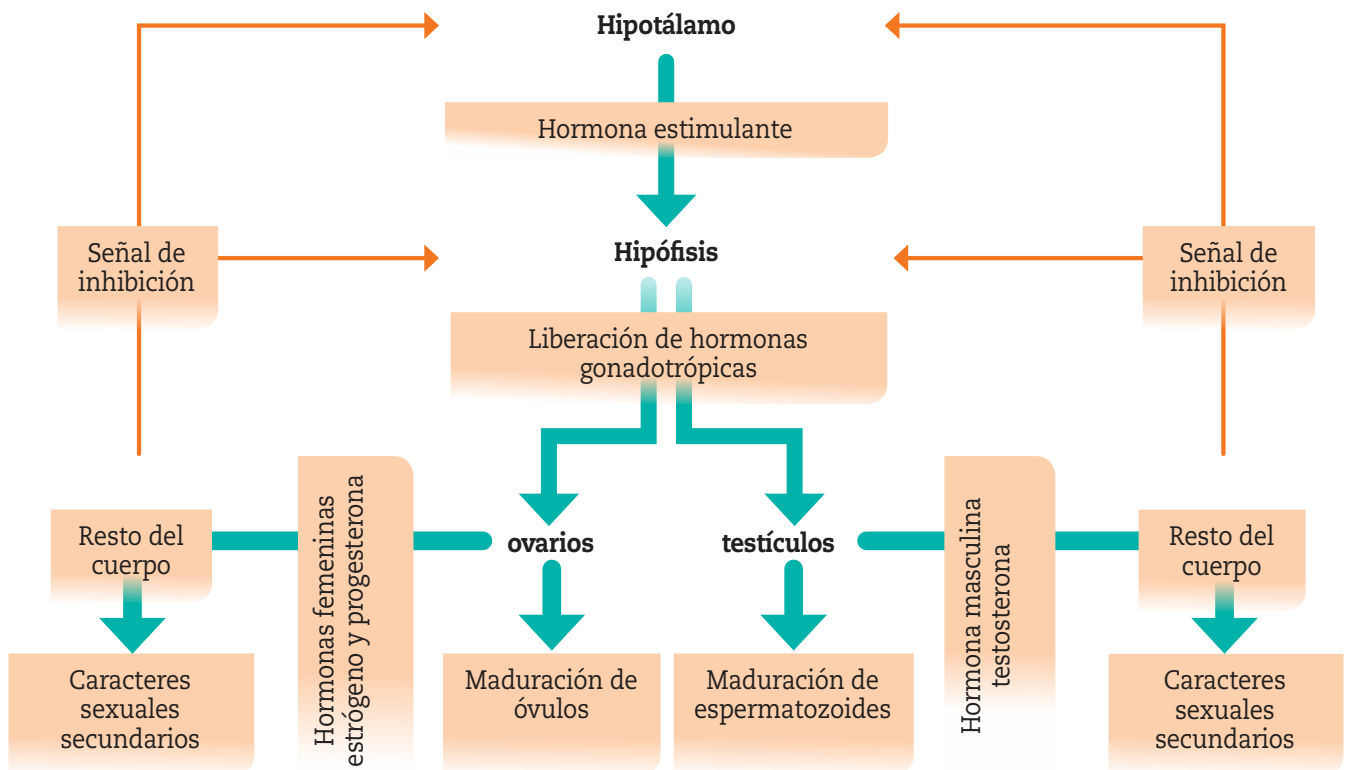 Hipotálamo
Hormona estimulante
Señal de
inhibición
Hipófisis
Señal de
inhibición
Liberación de hormonas
gonadotrópicas
Resto del
cuerpo
Hormonas femeninas
estrógeno y progesterona
ovarios
testículos
Hormona masculina
testosterona
Resto del
cuerpo
Caracteres
sexuales
secundarios
Maduración de
óvulos
Maduración de
espermatozoides
Caracteres
sexuales
secundarios